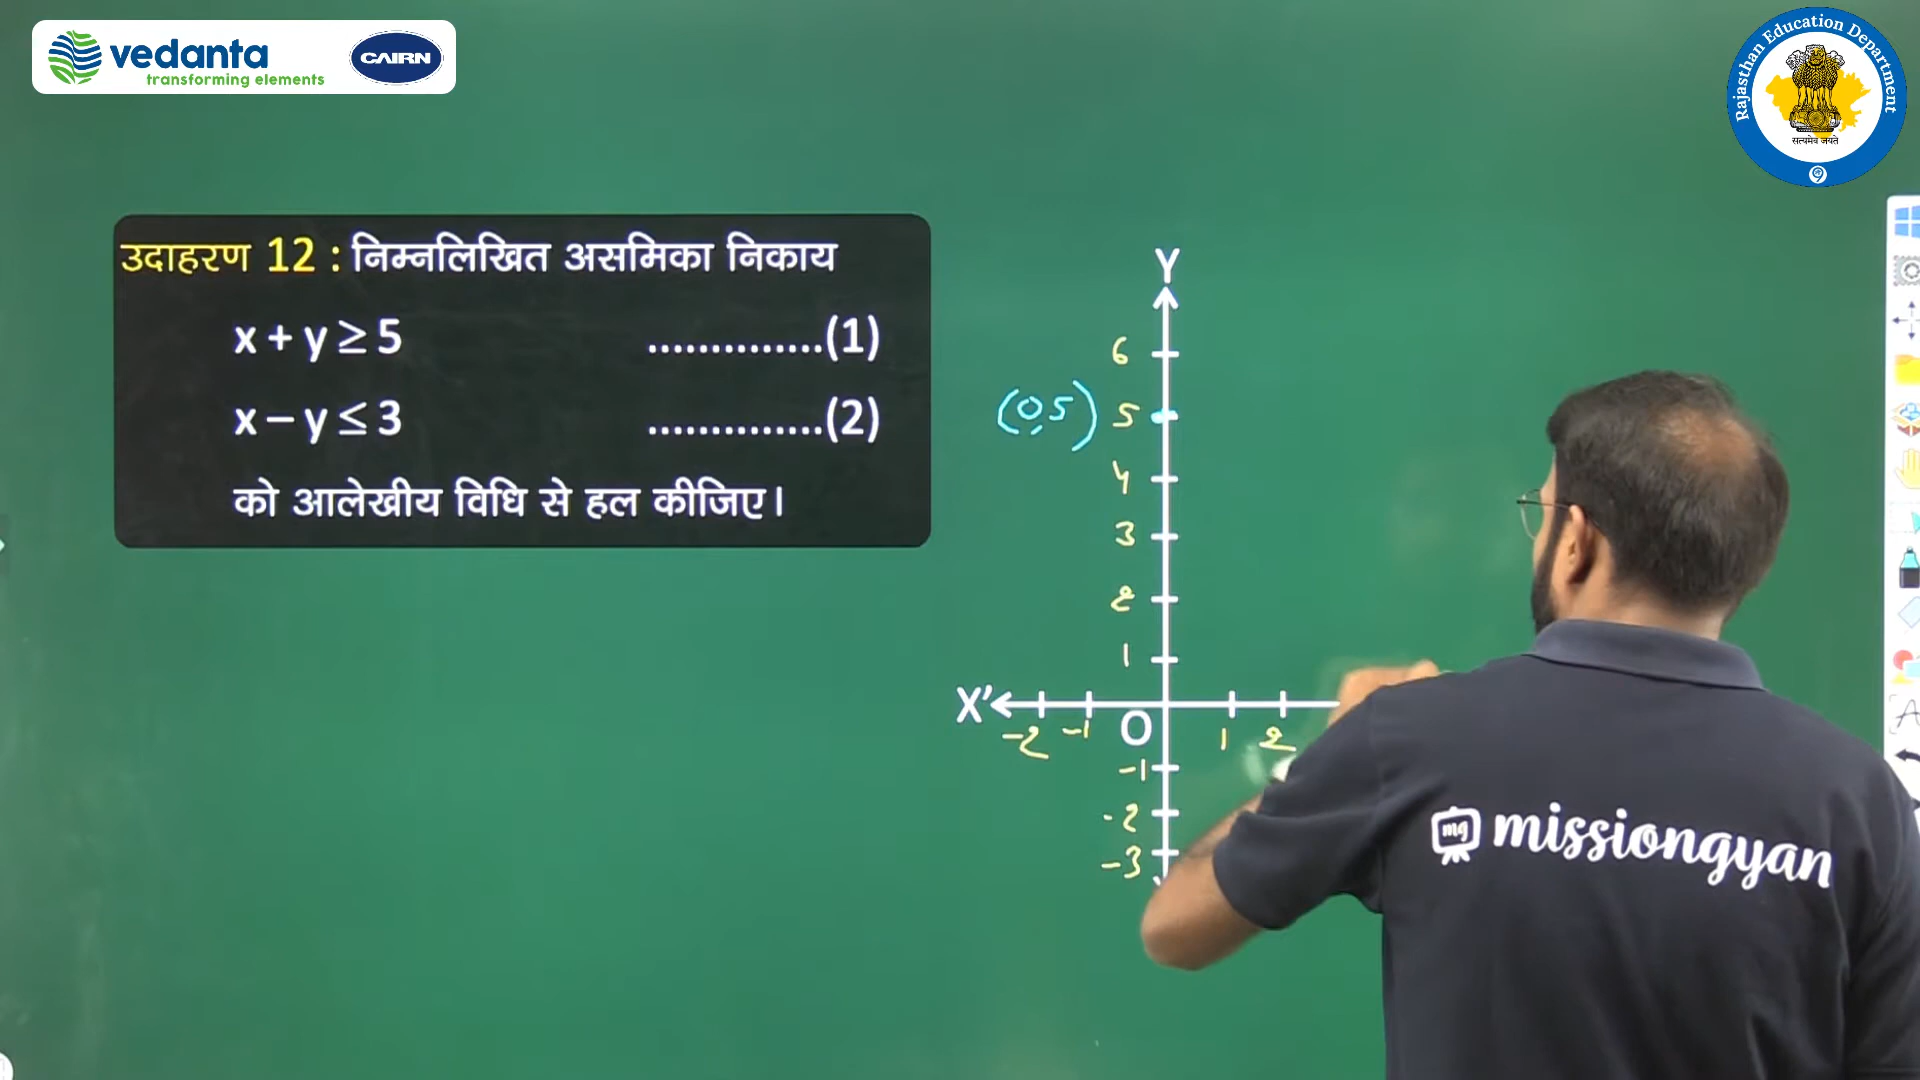 vedanta
transforming elements
CAIRN
Rajasthan Education Department
सत्यमेव जयते
उदाहरण 12 : निम्नलिखित असमिका निकाय
x + y ≥ 5 ..............(1)
x – y ≤ 3 ..............(2)
को आलेखीय विधि से हल कीजिए।
Y
6
(0,5) 5
4
3
2
1
X' O
-2 -1 1 2
-1
-2
-3
mg missiongyan